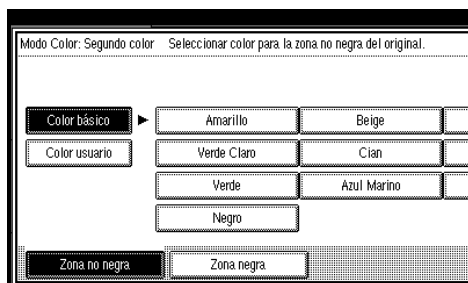 Modo Color: Segundo color Seleccionar color para la zona no negra del original.
Color básico Amarillo Beige
Color usuario Verde Claro Cian
Verde Azul Marino
Negro
Zona no negra Zona negra